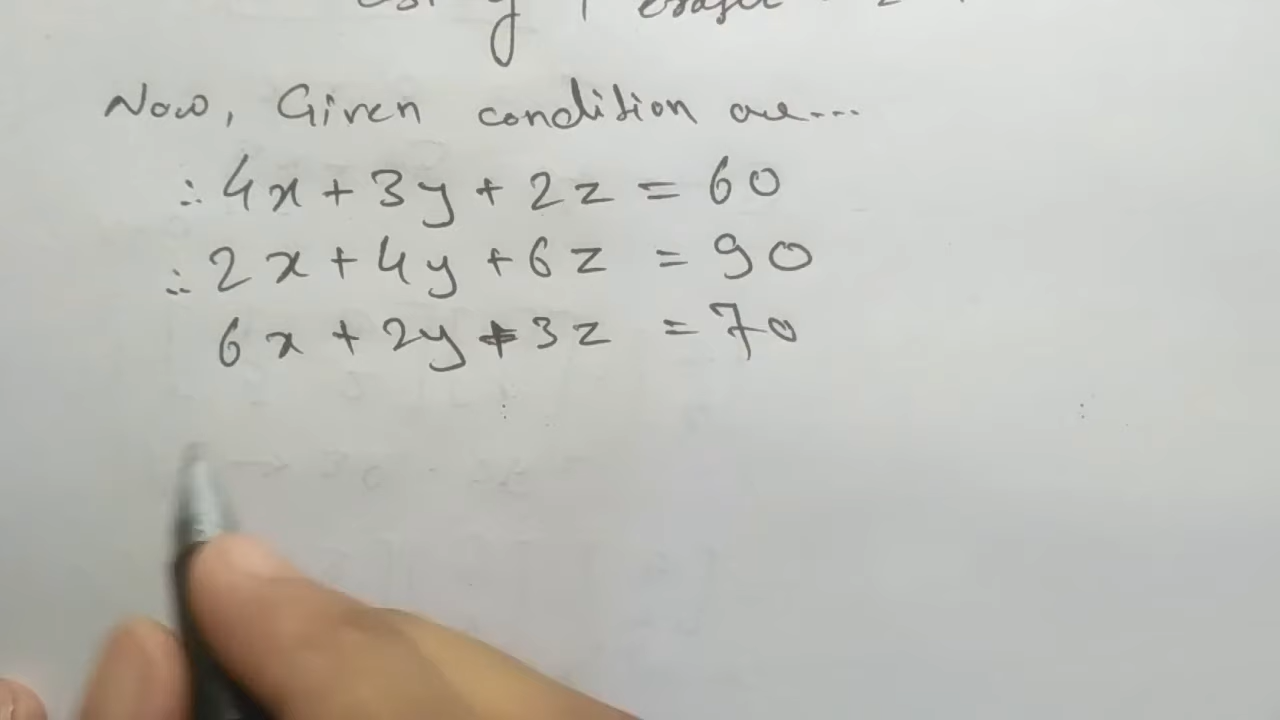 Now, Given condition are...
∴ 4x + 3y + 2z = 60
∴ 2x + 4y + 6z = 90
6x + 2y + 3z = 70